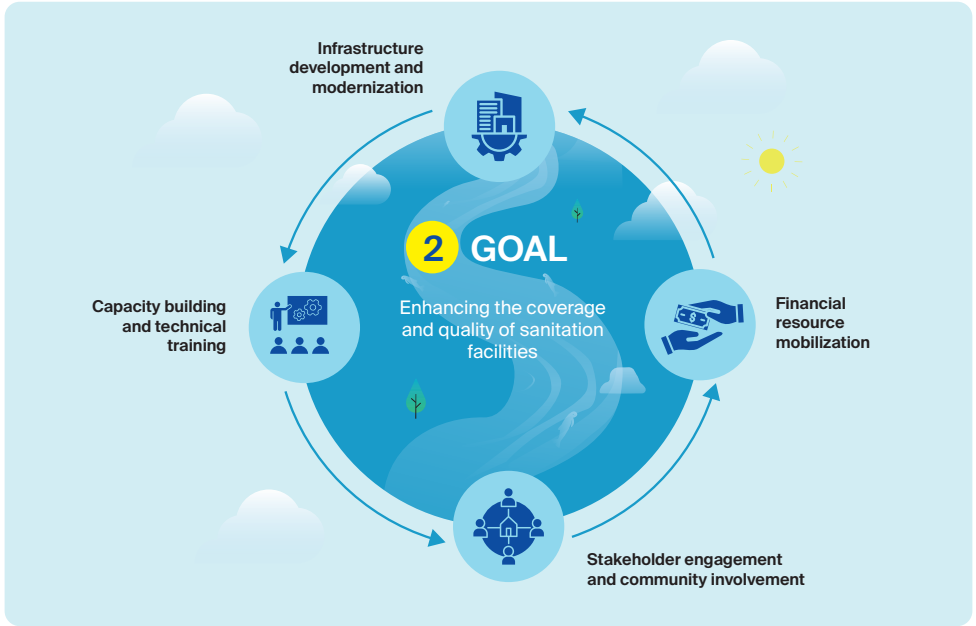 Infrastructure
development and
modernization
2 GOAL
Enhancing the coverage
and quality of sanitation
facilities
Capacity building
and technical
training
Financial
resource
mobilization
$
Stakeholder engagement
and community involvement